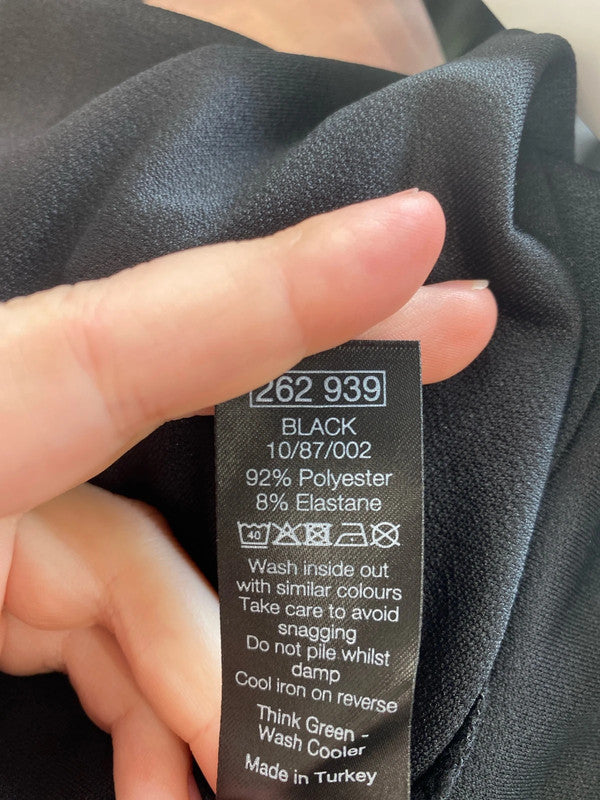 262 939
BLACK
10/87/002
92% Polyester
8% Elastane
40
Wash inside out
with similar colours
Take care to avoid
snagging
Do not pile whilst
damp
Cool iron on reverse
Think Green -
Wash Cooler
Made in Turkey